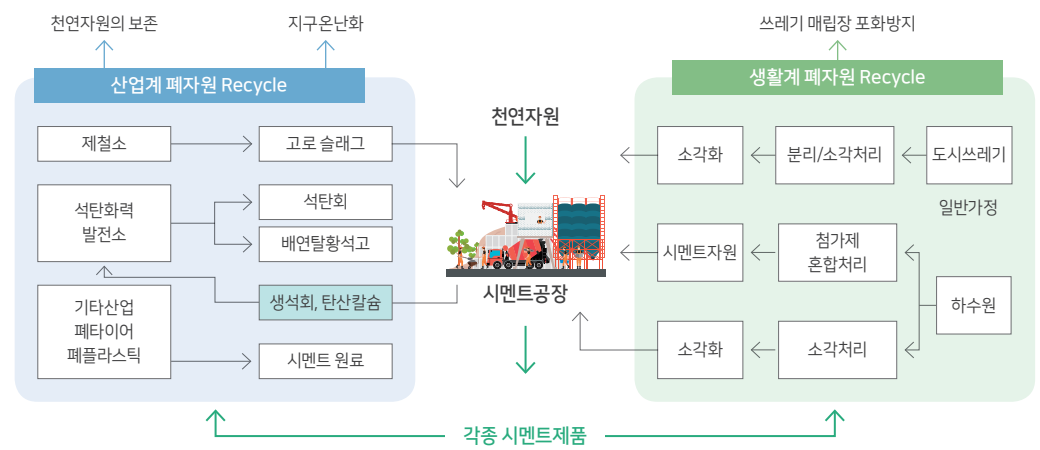 천연자원의 보존
지구온난화
쓰레기 매립장 포화방지
산업계 폐자원 Recycle
생활계 폐자원 Recycle
제철소
고로 슬래그
석탄화력
발전소
석탄회
배연탈황석고
생석회, 탄산칼슘
기타산업
폐타이어
폐플라스틱
시멘트 원료
천연자원
시멘트공장
소각화
분리/소각처리
도시쓰레기
일반가정
시멘트자원
첨가제
혼합처리
하수원
소각화
소각처리
각종 시멘트제품